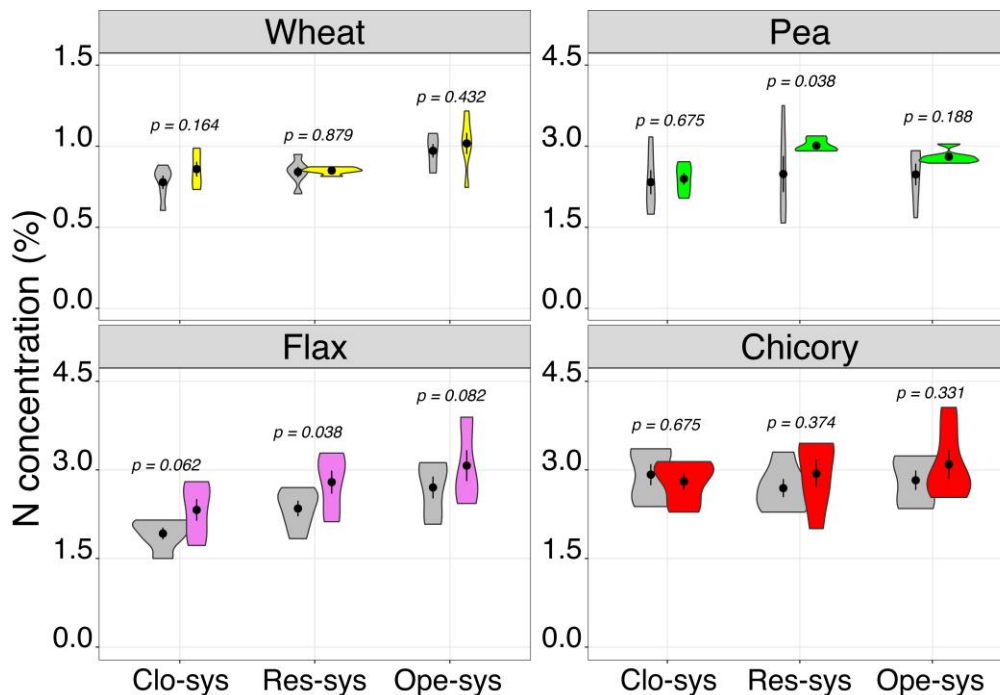 Wheat
Pea
1.5
1.0
0.5
0.0
p = 0.164
p = 0.879
p = 0.432
4.5
3.0
1.5
0.0
p = 0.675
p = 0.038
p = 0.188
N concentration (%)
Flax
Chicory
4.5
3.0
1.5
0.0
p = 0.062
p = 0.038
p = 0.082
4.5
3.0
1.5
0.0
p = 0.675
p = 0.374
p = 0.331
Clo-sys Res-sys Ope-sys
Clo-sys Res-sys Ope-sys